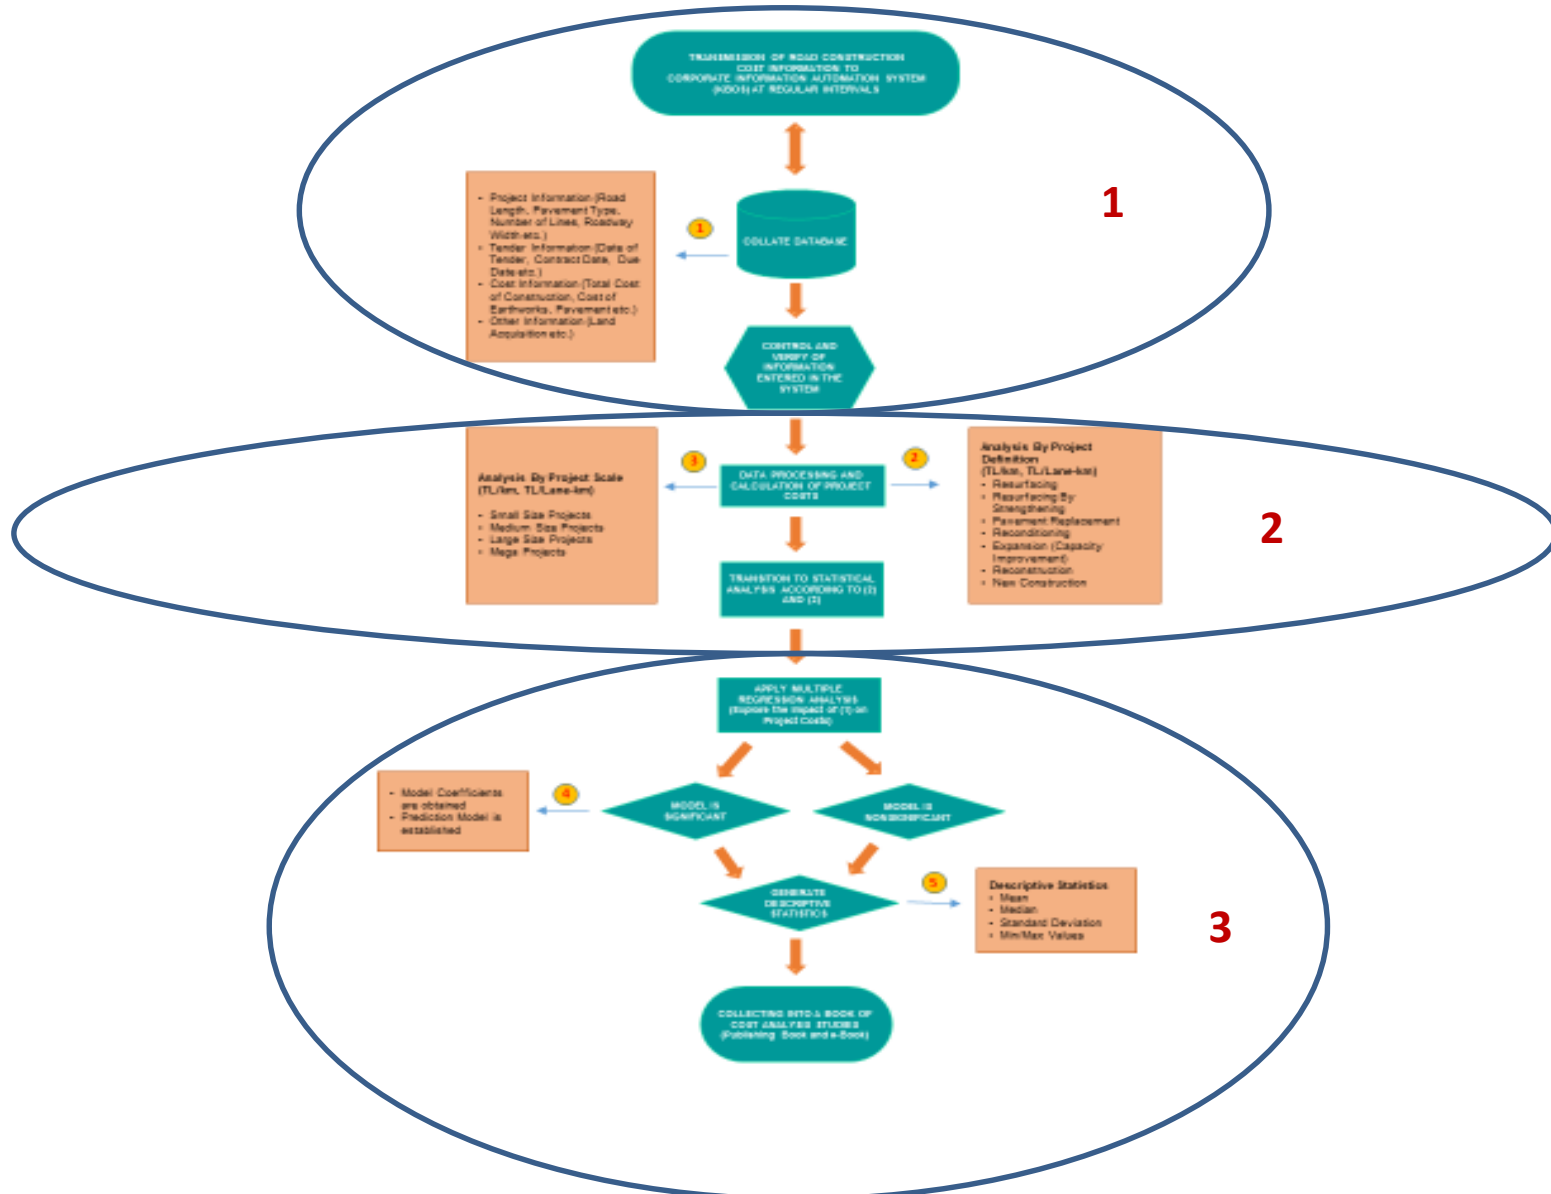 TRANSMISSION OF ROAD CONSTRUCTION
COST INFORMATION TO
CORPORATE INFORMATION AUTOMATION SYSTEM
(KBOS) AT REGULAR INTERVALS
1
• Project Information (Road
Length, Pavement Type,
Number of Lines, Roadway
Width etc.)
• Tender Information (Date of
Tender, Contract Date, Due
Date etc.)
• Cost Information (Total Cost
of Construction, Cost of
Earthworks, Pavement etc.)
• Other Information (Land
Acquisition etc.)
1
COLLATE DATABASE
CONTROL AND
VERIFY OF
INFORMATION
ENTERED IN THE
SYSTEM
Analysis By Project Scale
(TL/km, TL/Lane-km)
• Small Size Projects
• Medium Size Projects
• Large Size Projects
• Mega Projects
3
DATA PROCESSING AND
CALCULATION OF PROJECT
COSTS
2
Analysis By Project
Definition
(TL/km, TL/Lane-km)
• Resurfacing
• Resurfacing By
Strengthening
• Pavement Replacement
• Reconditioning
• Expansion (Capacity
Improvement)
• Reconstruction
• New Construction
2
TRANSITION TO STATISTICAL
ANALYSIS ACCORDING TO (2)
AND (3)
APPLY MULTIPLE
REGRESSION ANALYSIS
(Explore the impact of (1) on
Project Costs)
• Model Coefficients
are obtained
• Prediction Model is
established
4
MODEL IS
SIGNIFICANT
MODEL IS
NONSIGNIFICANT
GENERATE
DESCRIPTIVE
STATISTICS
5
Descriptive Statistics
• Mean
• Median
• Standard Deviation
• Min/Max Values
3
COLLECTING INTO A BOOK OF
COST ANALYSIS STUDIES
(Publishing Book and e-Book)